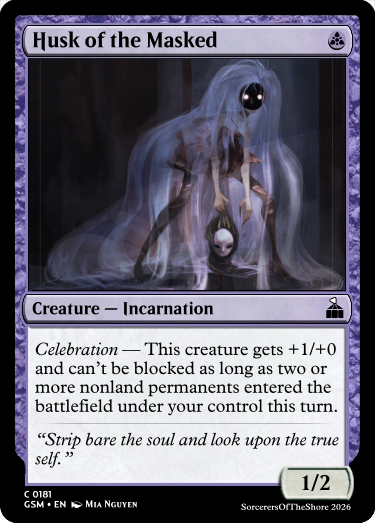 Husk of the Masked
Creature — Incarnation
Celebration — This creature gets +1/+0
and can't be blocked as long as two or
more nonland permanents entered the
battlefield under your control this turn.
“Strip bare the soul and look upon the true
self.”
1/2
C 0181
GSM • EN Mia Nguyen
SorcerersOfTheShore 2026